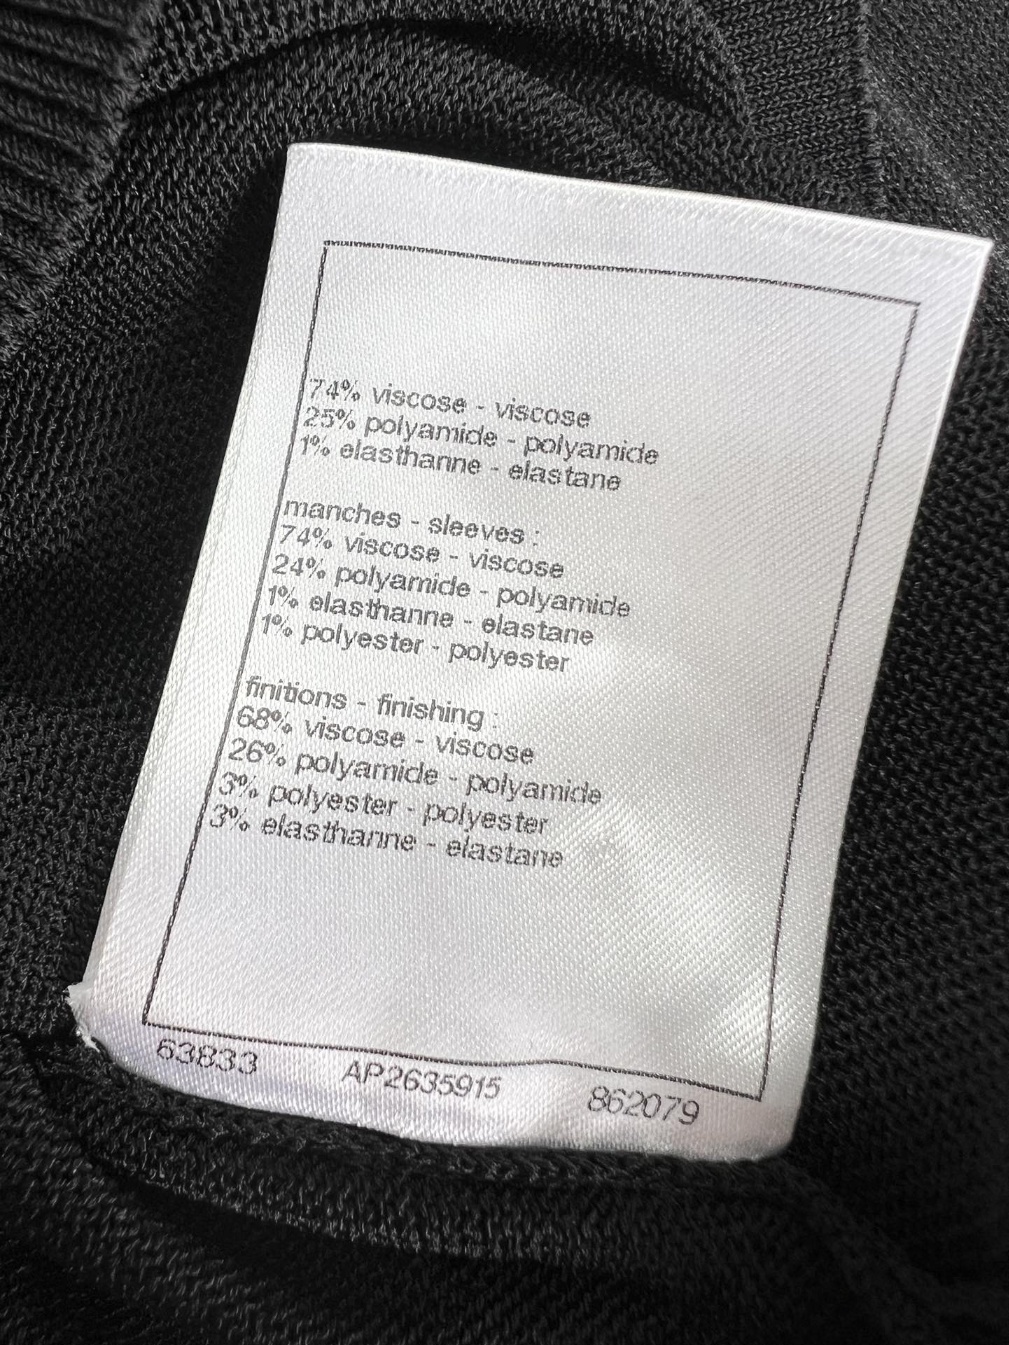 74% viscose - viscose
25% polyamide - polyamide
1% elasthanne - elastane
manches - sleeves :
74% viscose - viscose
24% polyamide - polyamide
1% elasthanne - elastane
1% polyester - polyester
finitions - finishing :
68% viscose - viscose
26% polyamide - polyamide
3% polyester - polyester
3% elasthanne - elastane
63833 AP2635915 862079